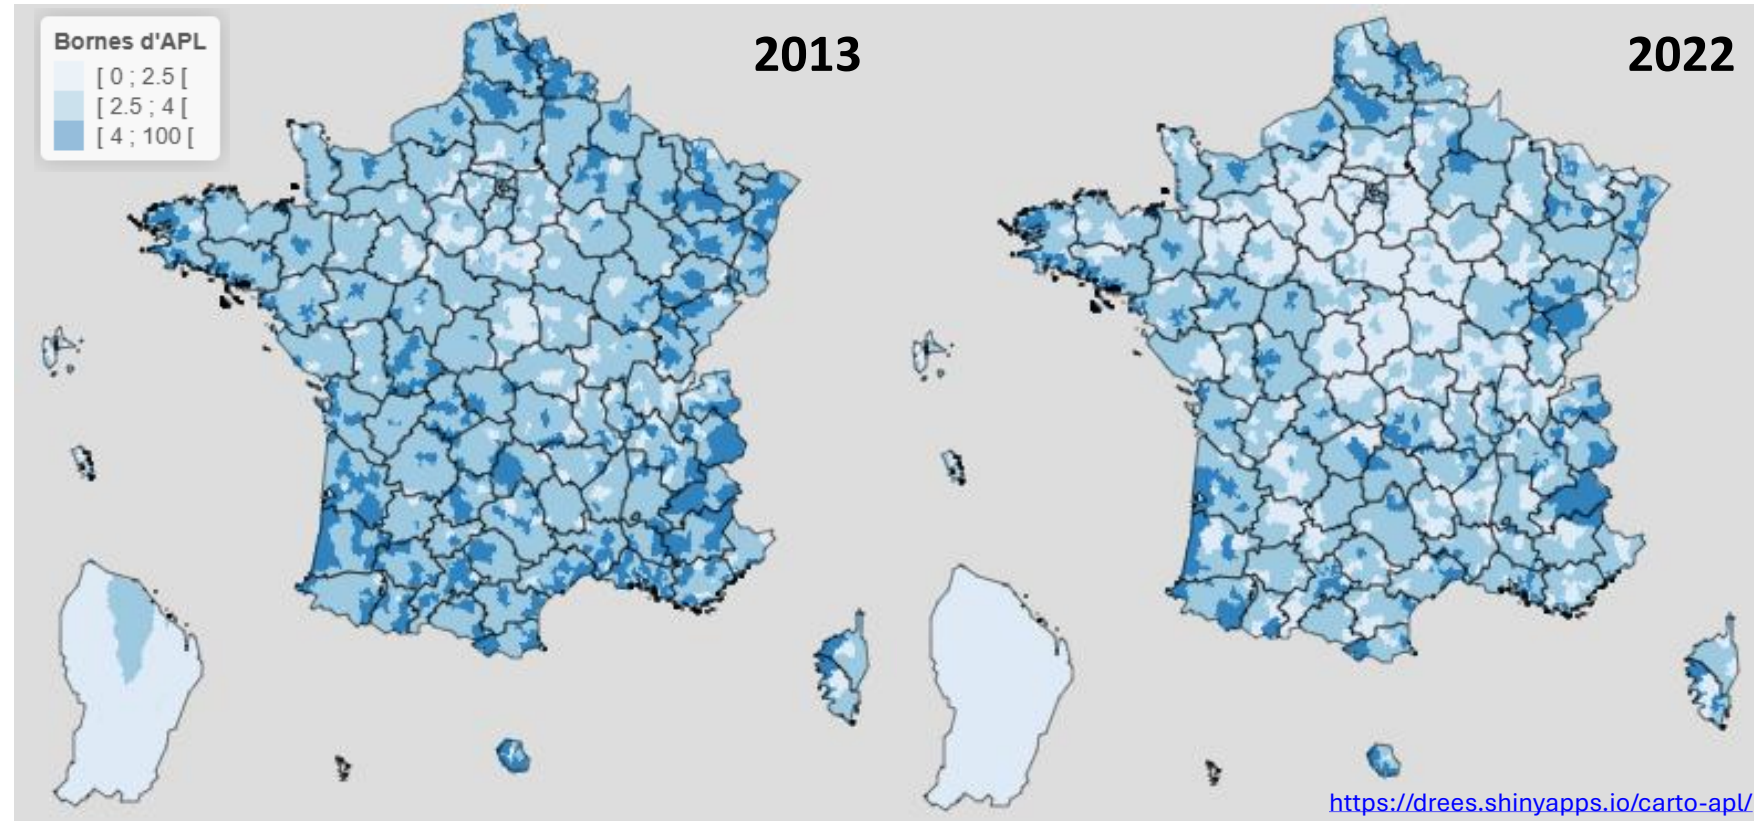 Bornes d'APL
[ 0 ; 2.5 [
[ 2.5 ; 4 [
[ 4 ; 100 [
2013
2022
https://drees.shinyapps.io/carto-apl/